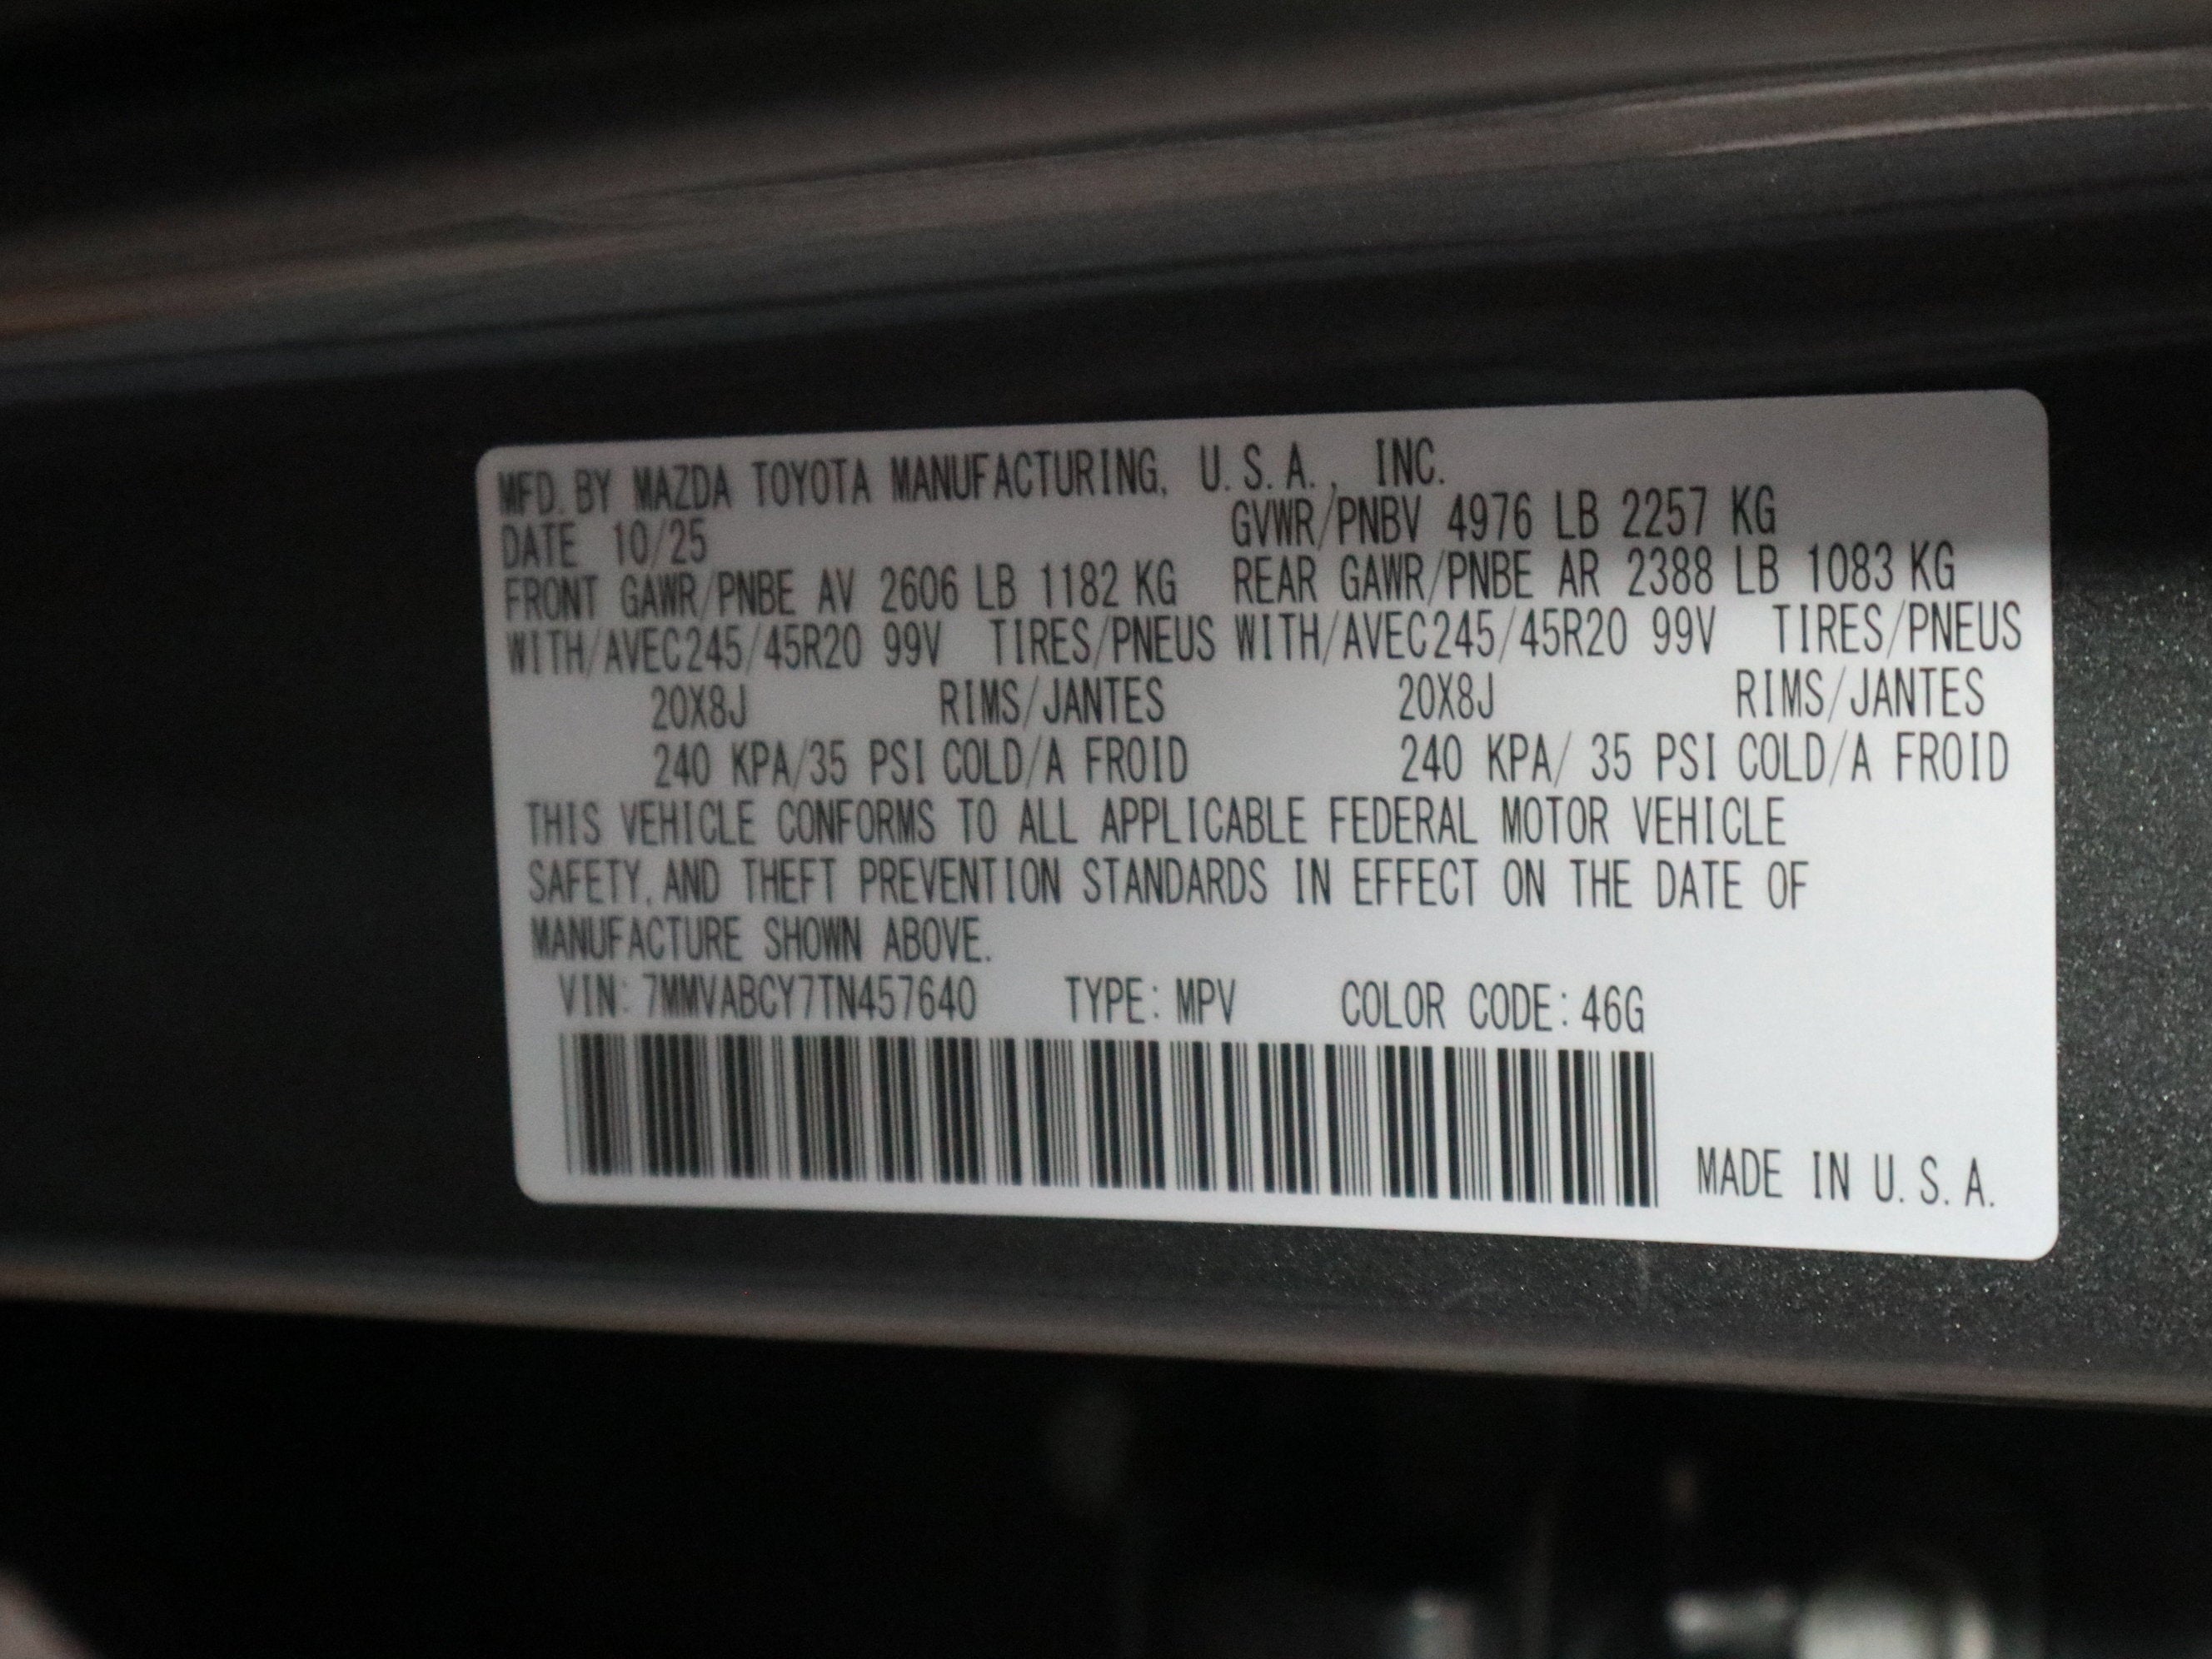 MFD. BY MAZDA TOYOTA MANUFACTURING, U.S.A., INC.
DATE 10/25 GVWR/PNBV 4976 LB 2257 KG
FRONT GAWR/PNBE AV 2606 LB 1182 KG REAR GAWR/PNBE AR 2388 LB 1083 KG
WITH/AVEC245/45R20 99V TIRES/PNEUS WITH/AVEC245/45R20 99V TIRES/PNEUS
20X8J RIMS/JANTES 20X8J RIMS/JANTES
240 KPA/35 PSI COLD/A FROID 240 KPA/ 35 PSI COLD/A FROID
THIS VEHICLE CONFORMS TO ALL APPLICABLE FEDERAL MOTOR VEHICLE
SAFETY, AND THEFT PREVENTION STANDARDS IN EFFECT ON THE DATE OF
MANUFACTURE SHOWN ABOVE.
VIN: 7MMVABCY7TN457640 TYPE: MPV COLOR CODE: 46G
MADE IN U.S.A.